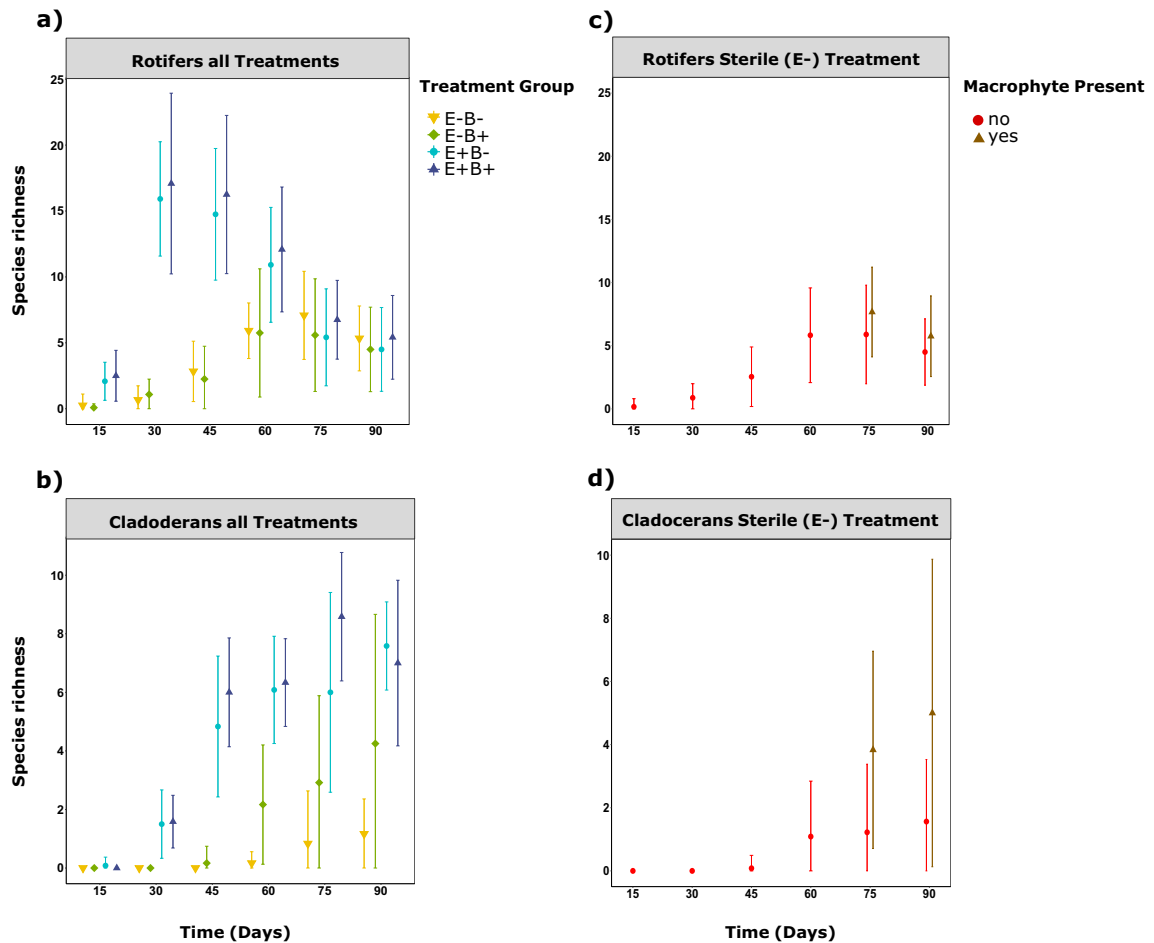 a)
Rotifers all Treatments
25
20
15
10
5
0
15 30 45 60 75 90
Species richness
Treatment Group
E-B-
E-B+
E+B-
E+B+
c)
Rotifers Sterile (E-) Treatment
25
20
15
10
5
0
15 30 45 60 75 90
Macrophyte Present
no
yes
b)
Cladoderans all Treatments
10
8
6
4
2
0
15 30 45 60 75 90
Species richness
Time (Days)
d)
Cladocerans Sterile (E-) Treatment
10
8
6
4
2
0
15 30 45 60 75 90
Time (Days)